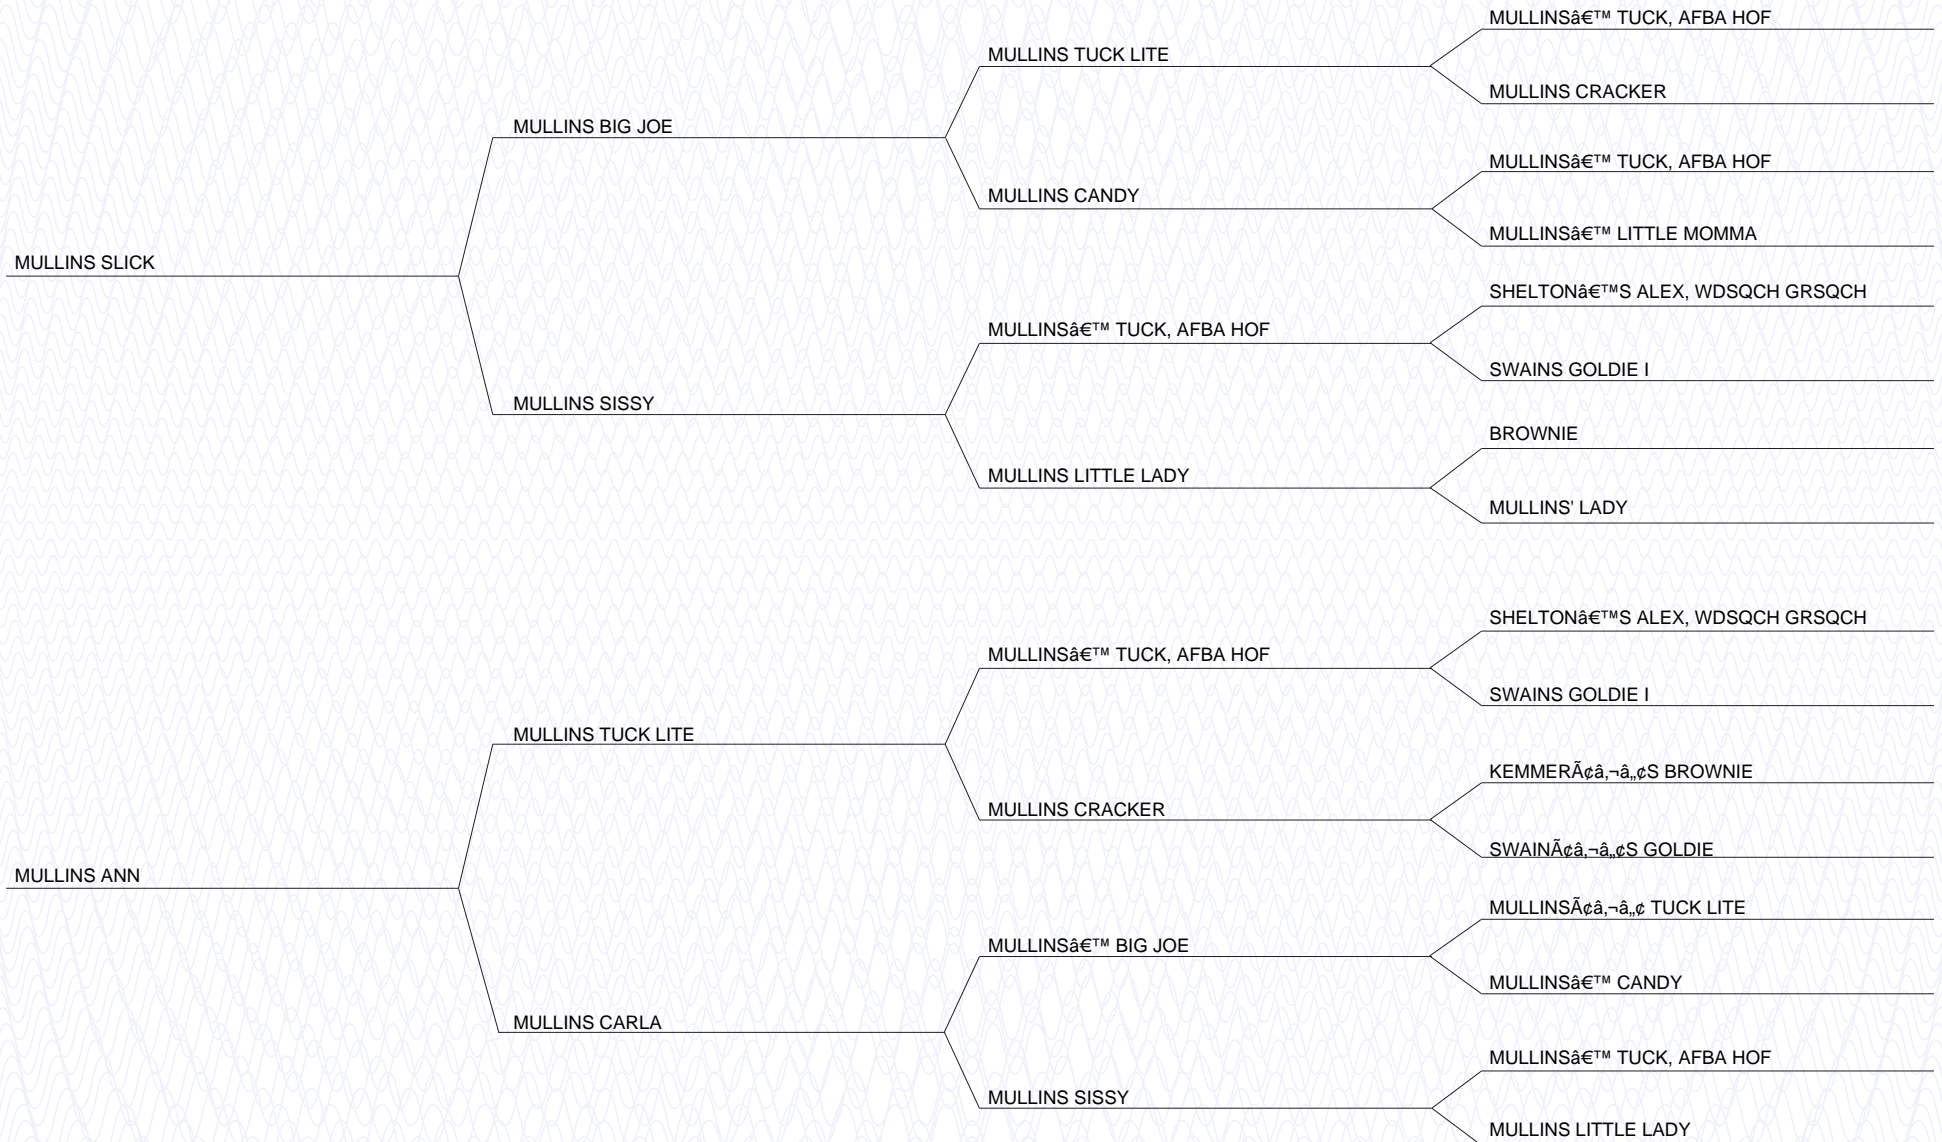 MULLINSâ€™ TUCK, AFBA HOF
MULLINS TUCK LITE
MULLINS CRACKER
MULLINS BIG JOE
MULLINSâ€™ TUCK, AFBA HOF
MULLINS CANDY
MULLINSâ€™ LITTLE MOMMA
MULLINS SLICK
SHELTONâ€™S ALEX, WDSQCH GRSQCH
MULLINSâ€™ TUCK, AFBA HOF
SWAINS GOLDIE I
MULLINS SISSY
BROWNIE
MULLINS LITTLE LADY
MULLINS' LADY
SHELTONâ€™S ALEX, WDSQCH GRSQCH
MULLINSâ€™ TUCK, AFBA HOF
SWAINS GOLDIE I
MULLINS TUCK LITE
KEMMERÃ¢â‚¬â„¢S BROWNIE
MULLINS CRACKER
SWAINÃ¢â‚¬â„¢S GOLDIE
MULLINS ANN
MULLINSÃ¢â‚¬â„¢ TUCK LITE
MULLINSâ€™ BIG JOE
MULLINSâ€™ CANDY
MULLINS CARLA
MULLINSâ€™ TUCK, AFBA HOF
MULLINS SISSY
MULLINS LITTLE LADY